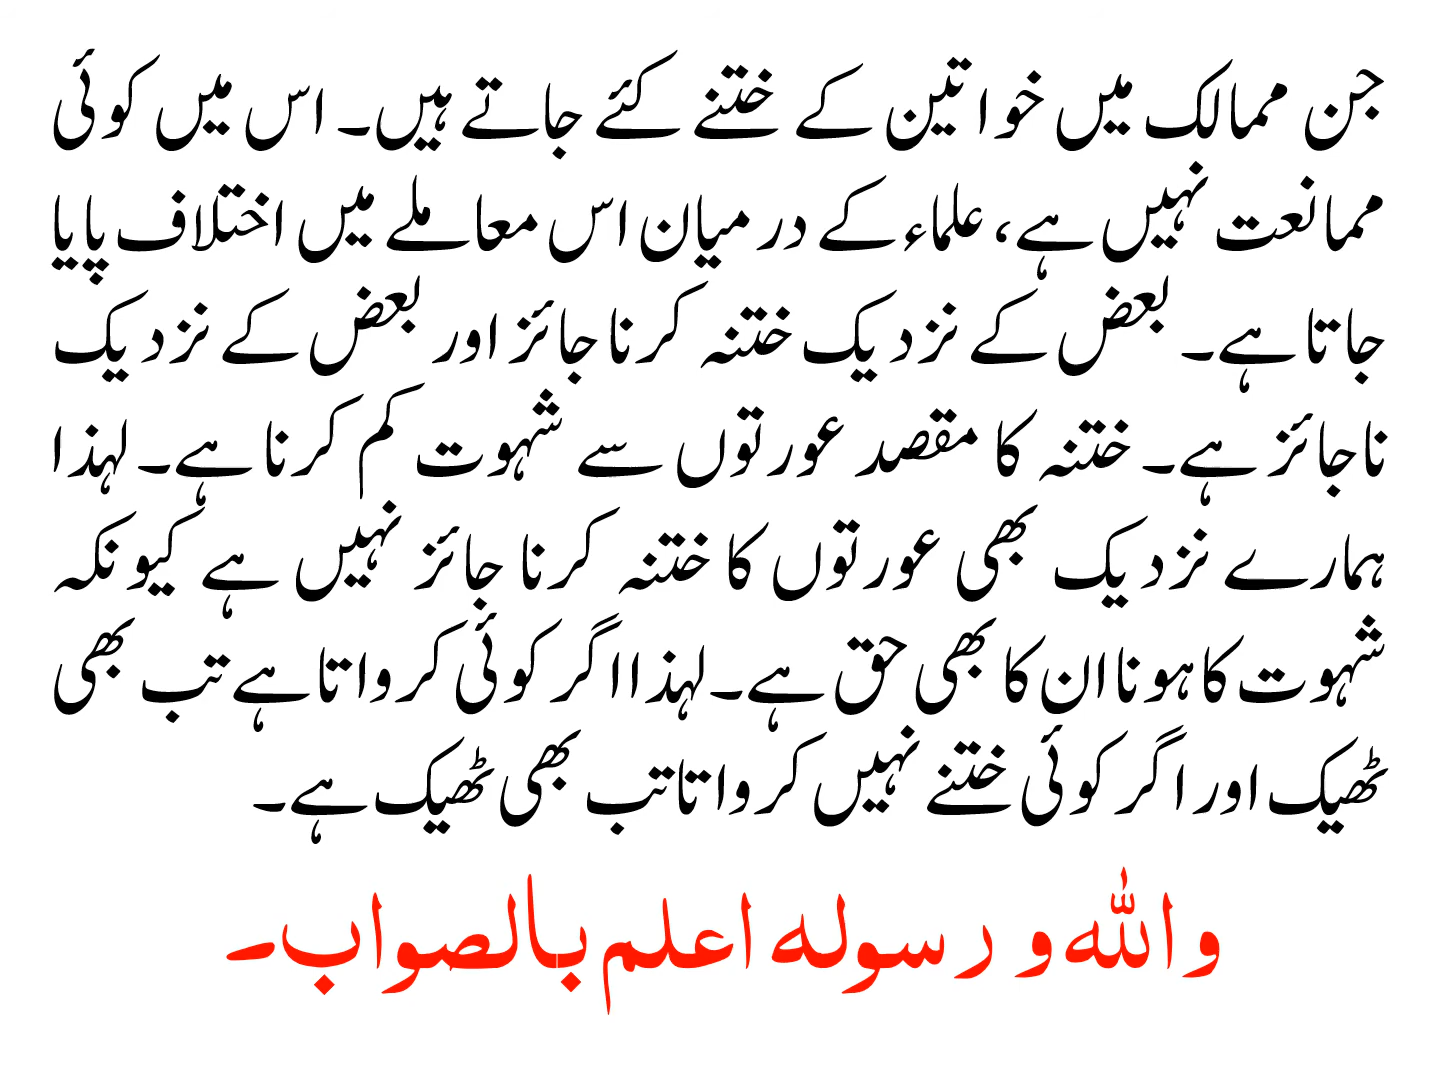 جن ممالک میں خواتین کے ختنے کئے جاتے ہیں۔ اس میں کوئی
ممانعت نہیں ہے، علماء کے درمیان اس معاملے میں اختلاف پایا
جاتا ہے۔ بعض کے نزدیک ختنہ کرنا جائز اور بعض کے نزدیک
ناجائز ہے۔ ختنہ کا مقصد عورتوں سے شہوت کم کرنا ہے۔ لہذا
ہمارے نزدیک بھی عورتوں کا ختنہ کرنا جائز نہیں ہے کیونکہ
شہوت کا ہونا ان کا بھی حق ہے۔ لہذا اگر کوئی کرواتا ہے تب بھی
ٹھیک اور اگر کوئی ختنے نہیں کرواتا تب بھی ٹھیک ہے۔
واللہ و رسولہ اعلم بالصواب۔